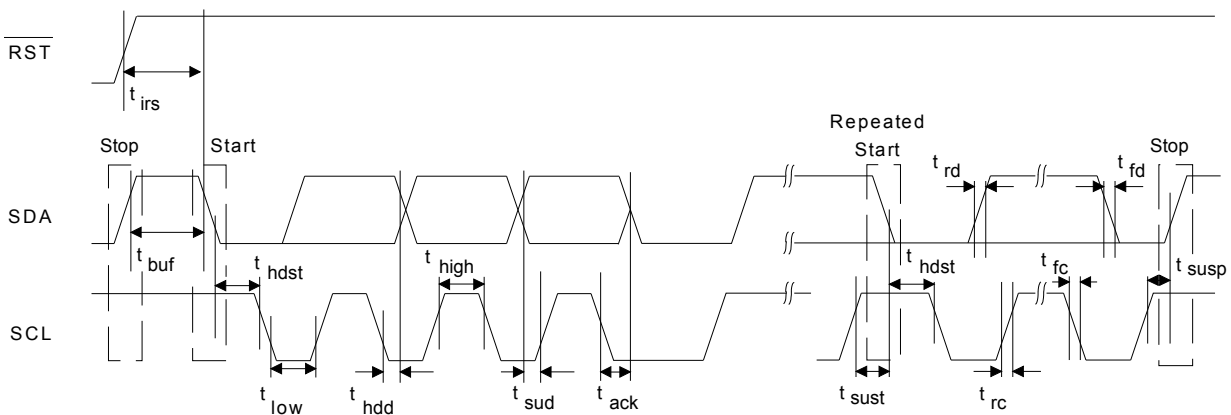 RST
t irs
Repeated
Stop Start Start Stop
t rd t fd
SDA
t buf t hdst t high t hdst t fc t susp
SCL
t low t hdd t sud t ack t sust t rc